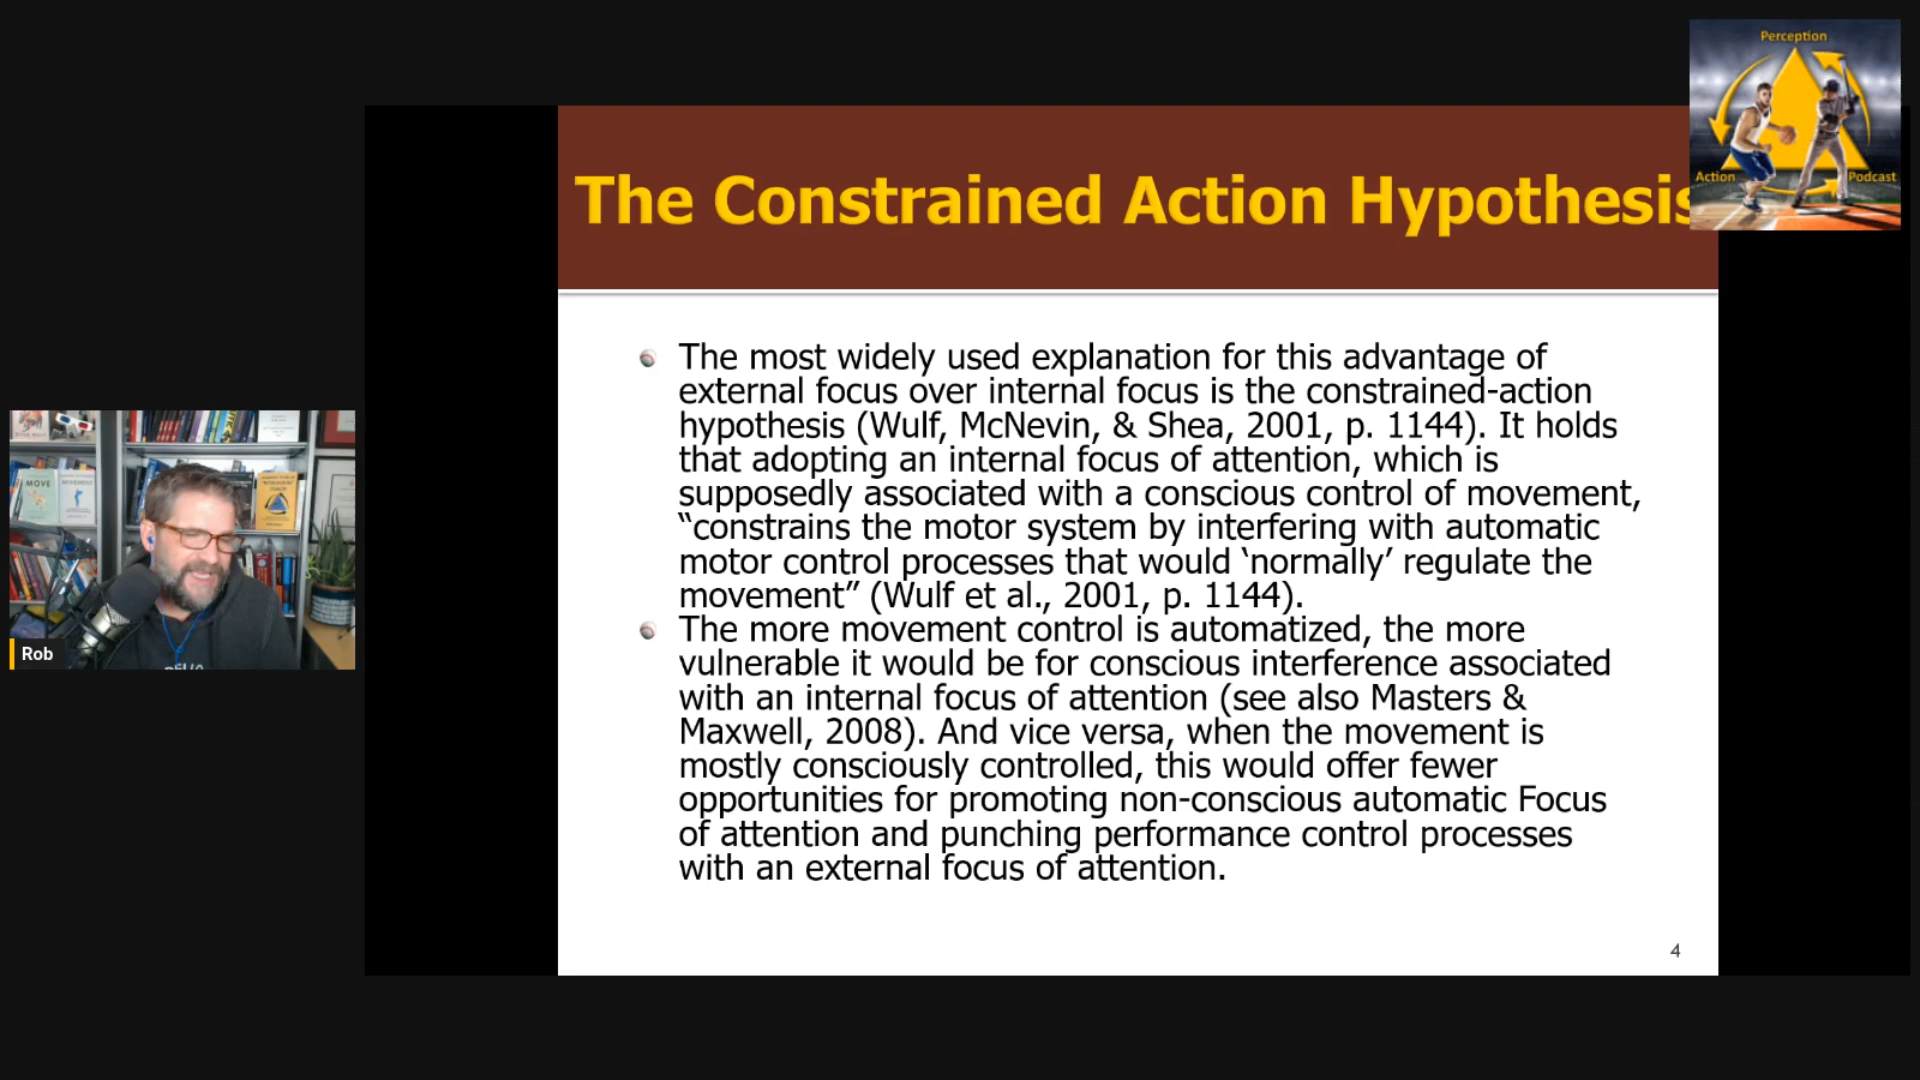 Perception
Action
Podcast
The Constrained Action Hypothesis
The most widely used explanation for this advantage of
external focus over internal focus is the constrained-action
hypothesis (Wulf, McNevin, & Shea, 2001, p. 1144). It holds
that adopting an internal focus of attention, which is
supposedly associated with a conscious control of movement,
“constrains the motor system by interfering with automatic
motor control processes that would ‘normally’ regulate the
movement” (Wulf et al., 2001, p. 1144).
The more movement control is automatized, the more
vulnerable it would be for conscious interference associated
with an internal focus of attention (see also Masters &
Maxwell, 2008). And vice versa, when the movement is
mostly consciously controlled, this would offer fewer
opportunities for promoting non-conscious automatic Focus
of attention and punching performance control processes
with an external focus of attention.
4
MOVE
Rob